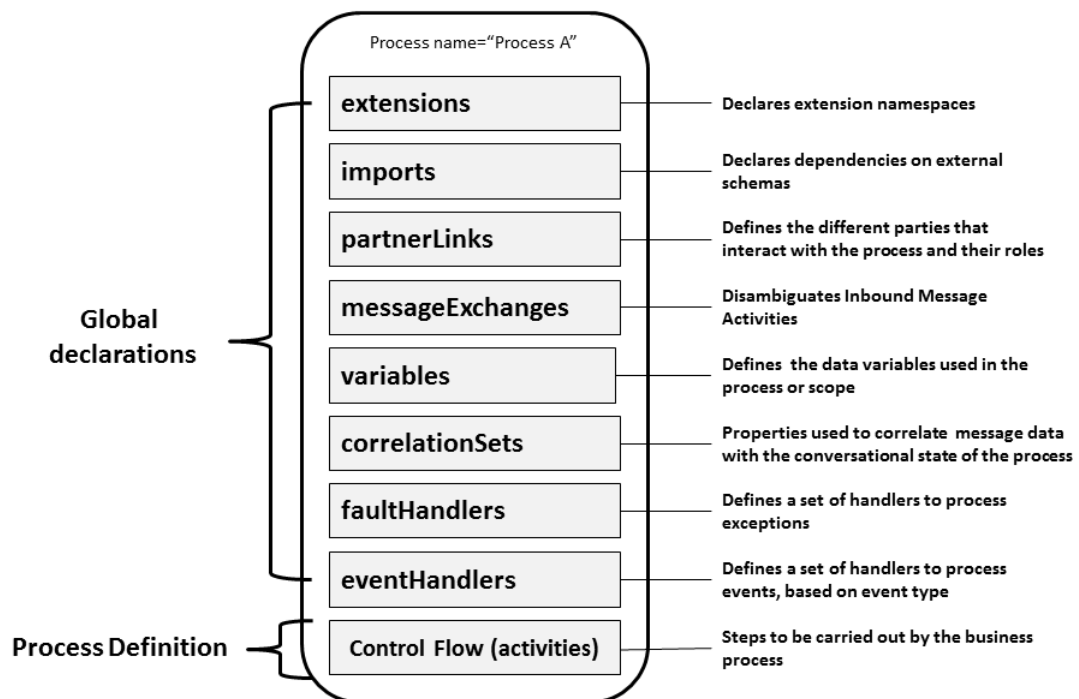 Process name=“Process A”
extensions
Declares extension namespaces
imports
Declares dependencies on external
schemas
partnerLinks
Defines the different parties that
interact with the process and their roles
messageExchanges
Disambiguates Inbound Message
Activities
Global
declarations
variables
Defines  the data variables used in the
process or scope
correlationSets
Properties used to correlate  message data
with the conversational state of the process
faultHandlers
Defines a set of handlers to process
exceptions
eventHandlers
Defines a set of handlers to process
events, based on event type
Process Definition
Control  Flow (activities)
Steps to be carried out by the business
process